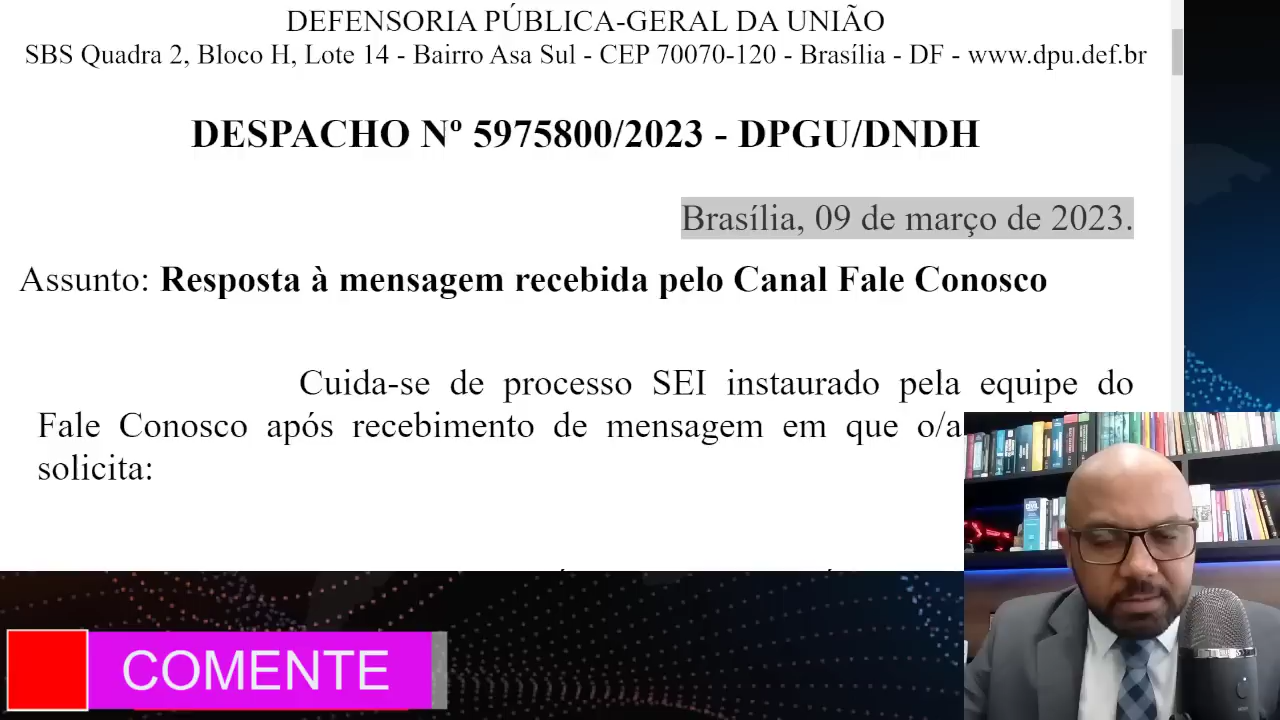 DEFENSORIA PÚBLICA-GERAL DA UNIÃO
SBS Quadra 2, Bloco H, Lote 14 - Bairro Asa Sul - CEP 70070-120 - Brasília - DF - www.dpu.def.br
DESPACHO Nº 5975800/2023 - DPGU/DNDH
Brasília, 09 de março de 2023.
Assunto: Resposta à mensagem recebida pelo Canal Fale Conosco
Cuida-se de processo SEI instaurado pela equipe do
Fale Conosco após recebimento de mensagem em que o/a
solicita:
COMENTE